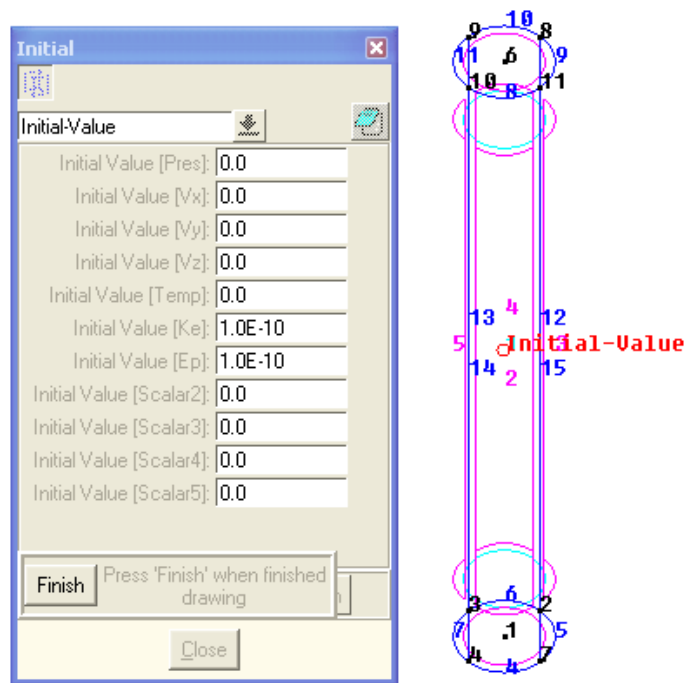 Initial
Initial-Value
Initial Value [Pres]: 0.0
Initial Value [Vx]: 0.0
Initial Value [Vy]: 0.0
Initial Value [Vz]: 0.0
Initial Value [Temp]: 0.0
Initial Value [Ke]: 1.0E-10
Initial Value [Ep]: 1.0E-10
Initial Value [Scalar2]: 0.0
Initial Value [Scalar3]: 0.0
Initial Value [Scalar4]: 0.0
Initial Value [Scalar5]: 0.0
Finish
Press 'Finish' when finished
drawing
Close
10
9 8
11 6 9
10 8 11
4
13 12
5 Initial-Value 3
14 2 15
6
3 2
7 1 5
4 4 7